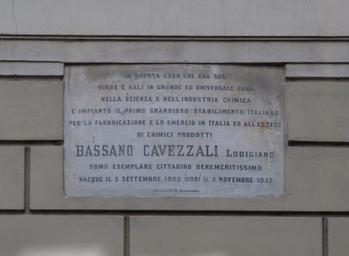 IN QUESTA CASA CHE ERA SUA
VISSE E SALÌ IN GRANDE ED UNIVERSALE FAMA
NELLA SCIENZA E NELL'INDUSTRIA CHIMICA
E IMPIANTÒ IL PRIMO GRANDIOSO STABILIMENTO ITALIANO
PER LA FABBRICAZIONE E LO SMERCIO IN ITALIA ED ALL'ESTERO
DI CHIMICI PRODOTTI
BASSANO CAVEZZALI LODIGIANO
UOMO ESEMPLARE CITTADINO BENEMERITISSIMO
NACQUE IL 5 SETTEMBRE MORÌ IL 5 NOVEMBRE